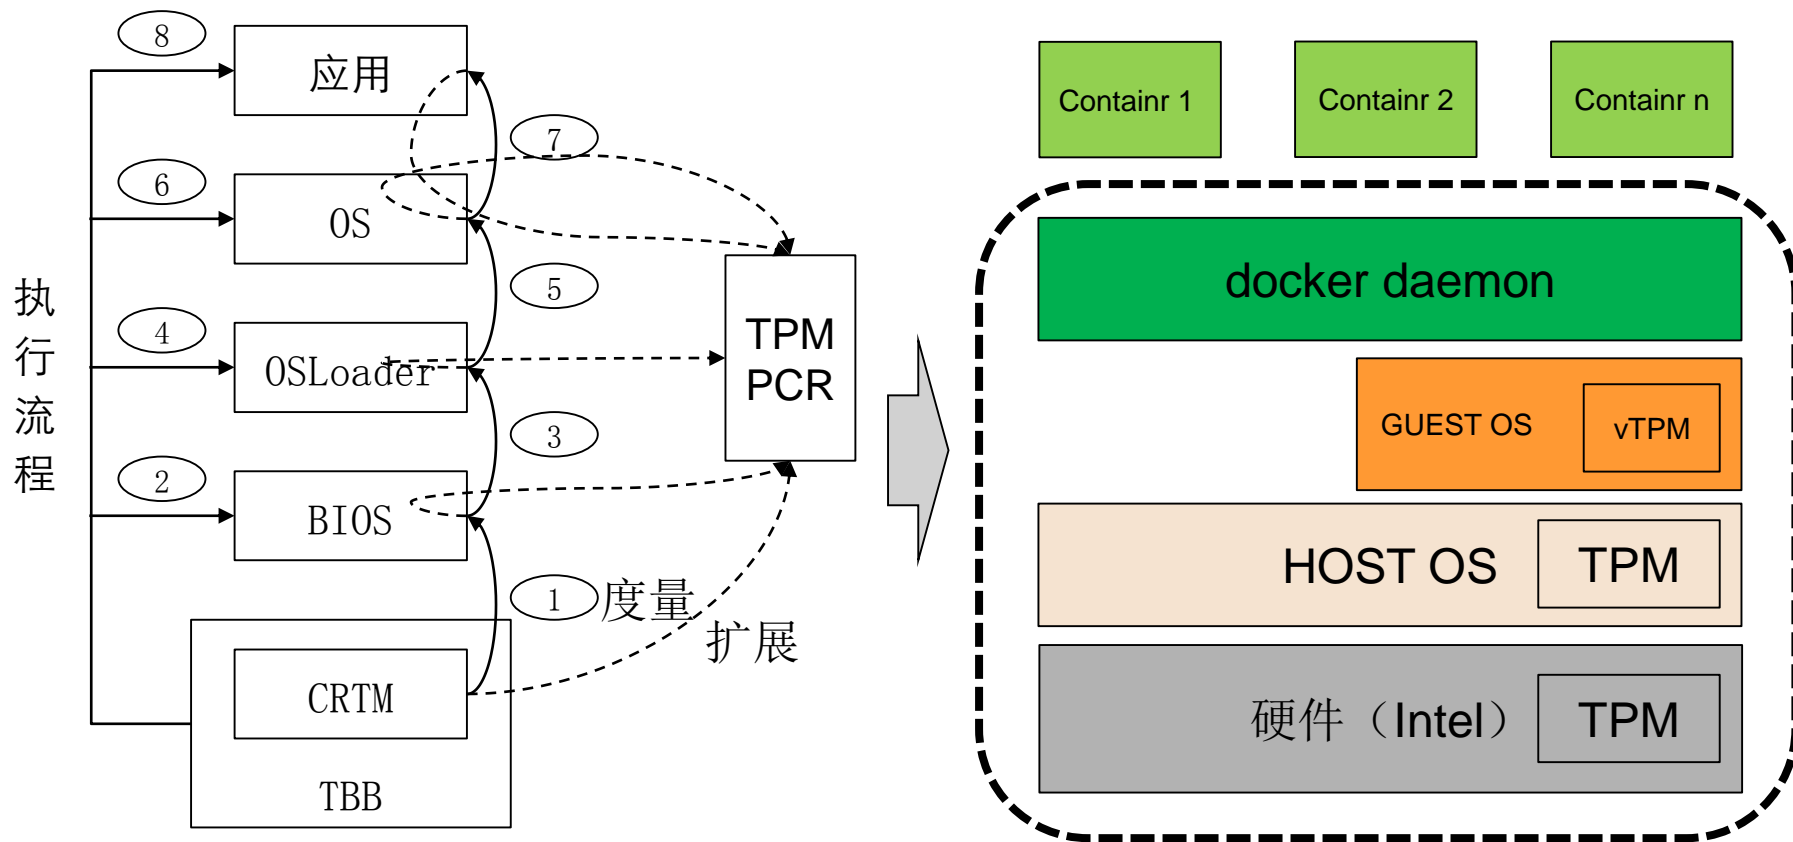 8
应用
7
6
OS
5
执行流程
4
OSLoader
TPM
PCR
3
2
BIOS
1
度量
扩展
CRTM
TBB
Containr 1
Containr 2
Containr n
docker daemon
GUEST OS
vTPM
HOST OS
TPM
硬件（Intel）
TPM